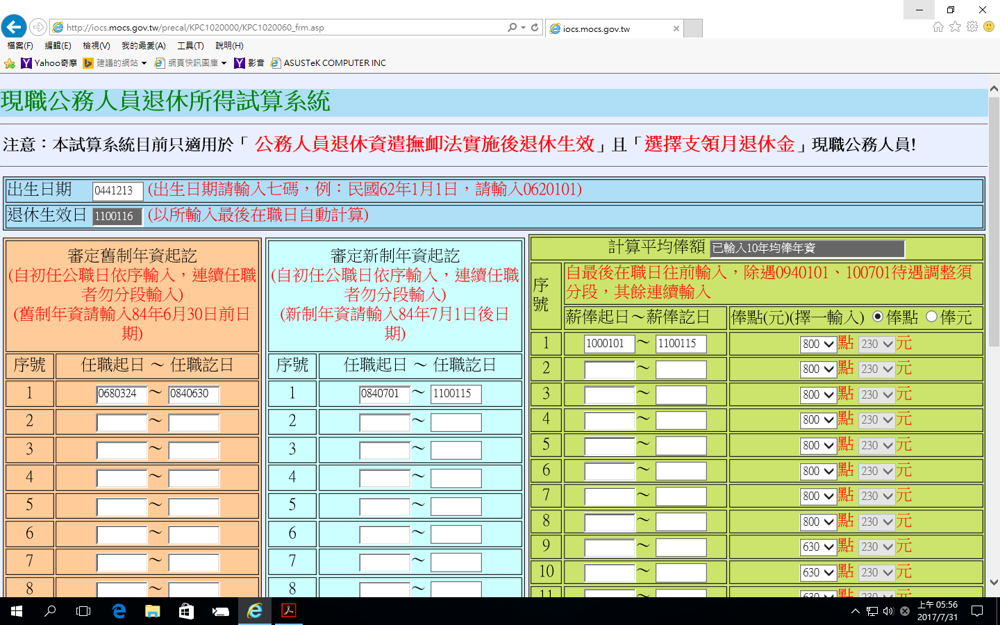 http://iocs.mocs.gov.tw/precal/KPC1020000/KPC1020060_frm.asp
iocs.mocs.gov.tw
檔案(F) 編輯(E) 檢視(V) 我的最愛(A) 工具(T) 說明(H)
Yahoo奇摩 建議的網站 網頁快訊圖庫 影音 ASUSTeK COMPUTER INC
現職公務人員退休所得試算系統
注意：本試算系統目前只適用於「 公務人員退休資遣撫卹法實施後退休生效」且「選擇支領月退休金」現職公務人員!
出生日期 0441213 (出生日期請輸入七碼，例：民國62年1月1日，請輸入0620101)
退休生效日 1100116 (以所輸入最後在職日自動計算)
審定舊制年資起訖
(自初任公職日依序輸入，連續任職
者勿分段輸入)
(舊制年資請輸入84年6月30日前日
期)
序號 任職起日 ～ 任職訖日
1 0680324 ～ 0840630
2 ～
3 ～
4 ～
5 ～
6 ～
7 ～
8 ～
審定新制年資起訖
(自初任公職日依序輸入，連續任職
者勿分段輸入)
(新制年資請輸入84年7月1日後日
期)
序號 任職起日 ～ 任職訖日
1 0840701 ～ 1100115
2 ～
3 ～
4 ～
5 ～
6 ～
7 ～
8 ～
計算平均俸額 已輸入10年均俸年資
序號
自最後在職日往前輸入，除遇0940101、100701待遇調整須
分段，其餘連續輸入
薪俸起日～薪俸訖日 俸點(元)(擇一輸入) 俸點 俸元
1 1000101 ～ 1100115 800 點 230 元
2 ～ 800 點 230 元
3 ～ 800 點 230 元
4 ～ 800 點 230 元
5 ～ 800 點 230 元
6 ～ 800 點 230 元
7 ～ 800 點 230 元
8 ～ 800 點 230 元
9 ～ 630 點 230 元
10 ～ 630 點 230 元
11 ～ 630 點 230 元
上午 05:56
2017/7/31